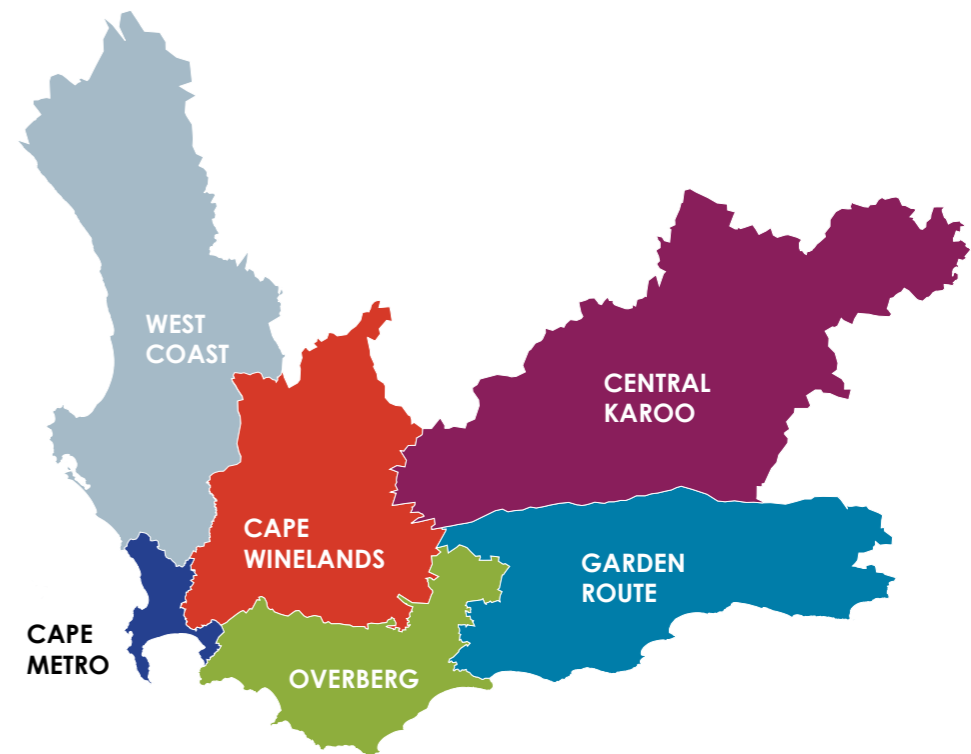 WEST
COAST
CENTRAL
KAROO
CAPE
WINELANDS
GARDEN
ROUTE
CAPE
METRO
OVERBERG